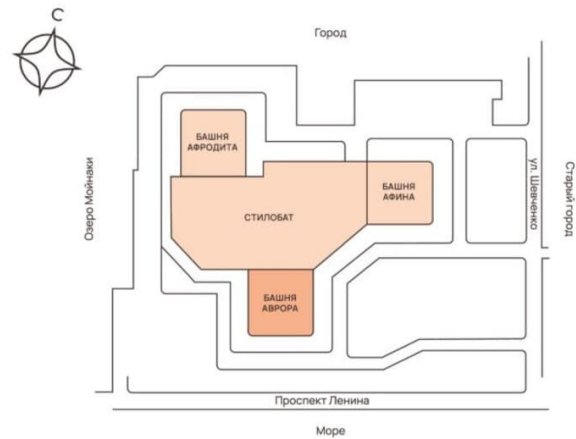 С
Город
БАШНЯ
АФРОДИТА
Озеро Мойнаки
СТИЛОБАТ
БАШНЯ
АФИНА
ул. Шевченко
Старый город
БАШНЯ
АВРОРА
Проспект Ленина
Море